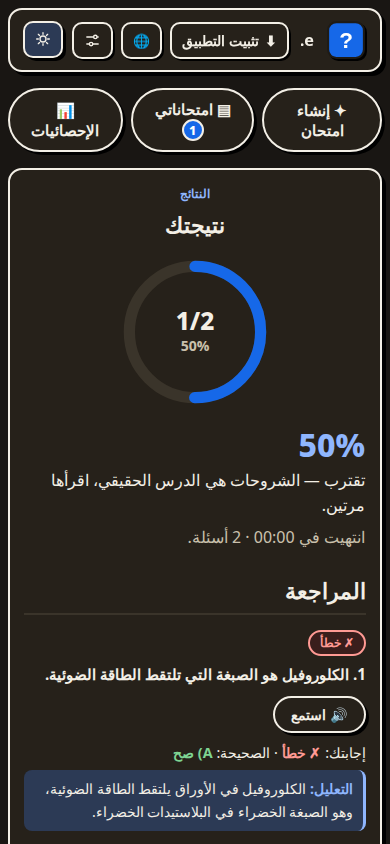 ?
e.
⬇ تثبيت التطبيق
✦ إنشاء
امتحان
▤ امتحاناتي
1
📊
الإحصائيات
النتائج
نتيجتك
1/2
50%
50%
تقترب — الشروحات هي الدرس الحقيقي، اقرأها
مرتين.
انتهيت في 00:00 · 2 أسئلة.
المراجعة
✗ خطأ
1. الكلوروفيل هو الصبغة التي تلتقط الطاقة الضوئية.
🔊 استمع
إجابتك: ✗ خطأ · الصحيحة: A) صح
التعليل: الكلوروفيل في الأوراق يلتقط الطاقة الضوئية،
وهو الصبغة الخضراء في البلاستيدات الخضراء.